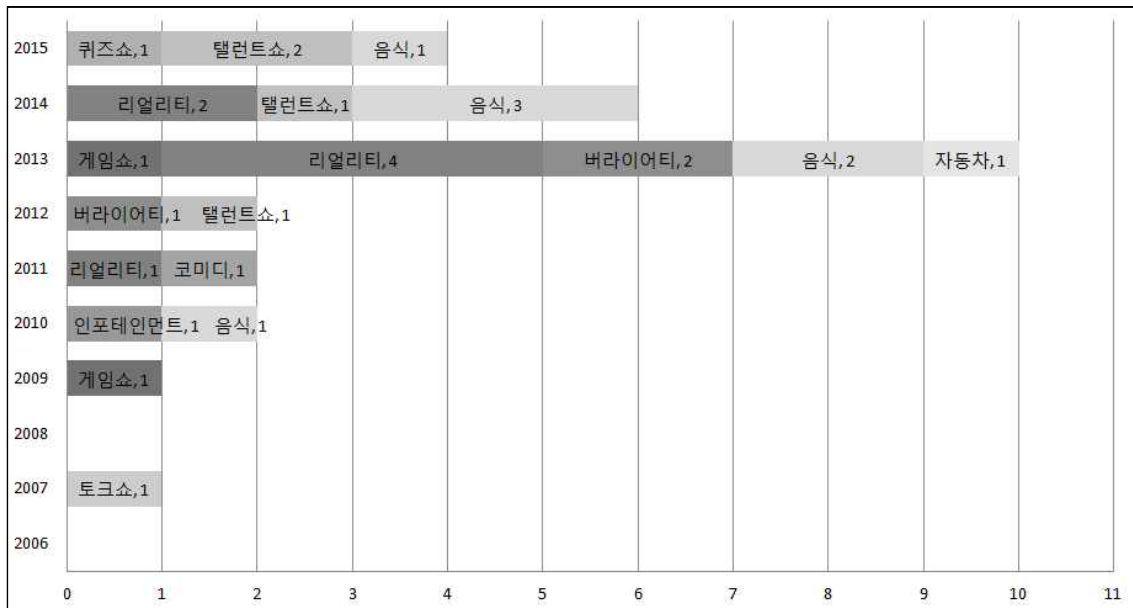 2015 퀴즈쇼,1 탤런트쇼,2 음식,1
2014 리얼리티,2 탤런트쇼,1 음식,3
2013 게임쇼,1 리얼리티,4 버라이어티,2 음식,2 자동차,1
2012 버라이어티,1 탤런트쇼,1
2011 리얼리티,1 코미디,1
2010 인포테인먼트,1 음식,1
2009 게임쇼,1
2008
2007 토크쇼,1
2006
0 1 2 3 4 5 6 7 8 9 10 11